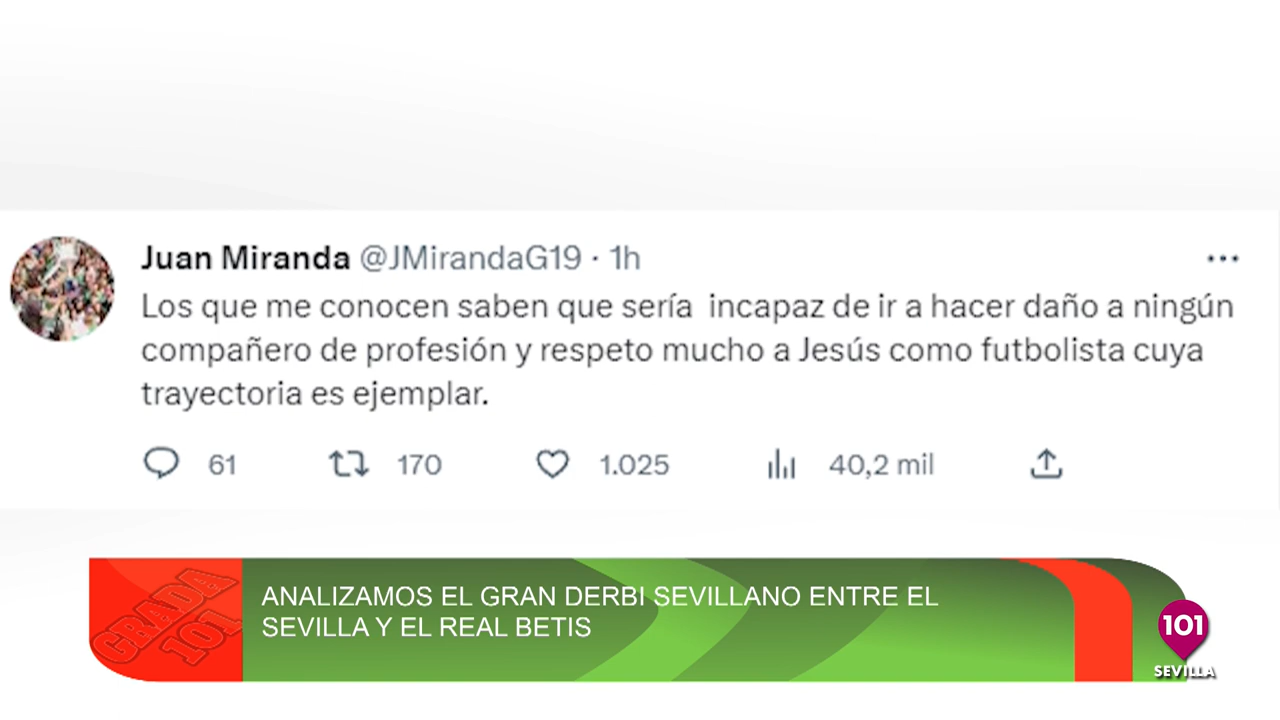 Juan Miranda @JMirandaG19 · 1h
Los que me conocen saben que sería incapaz de ir a hacer daño a ningún
compañero de profesión y respeto mucho a Jesús como futbolista cuya
trayectoria es ejemplar.
61 170 1.025 40,2 mil
GRADA
101
ANALIZAMOS EL GRAN DERBI SEVILLANO ENTRE EL
SEVILLA Y EL REAL BETIS
101
SEVILLA